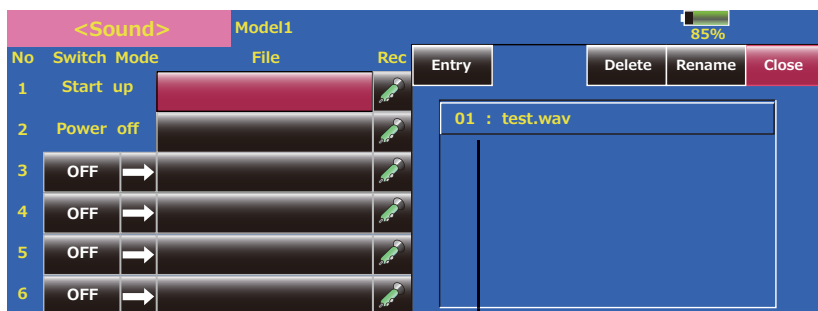 <Sound> Model1 85%
No Switch Mode File Rec Entry Delete Rename Close
1 Start up
01 : test.wav
2 Power off
3 OFF
4 OFF
5 OFF
6 OFF